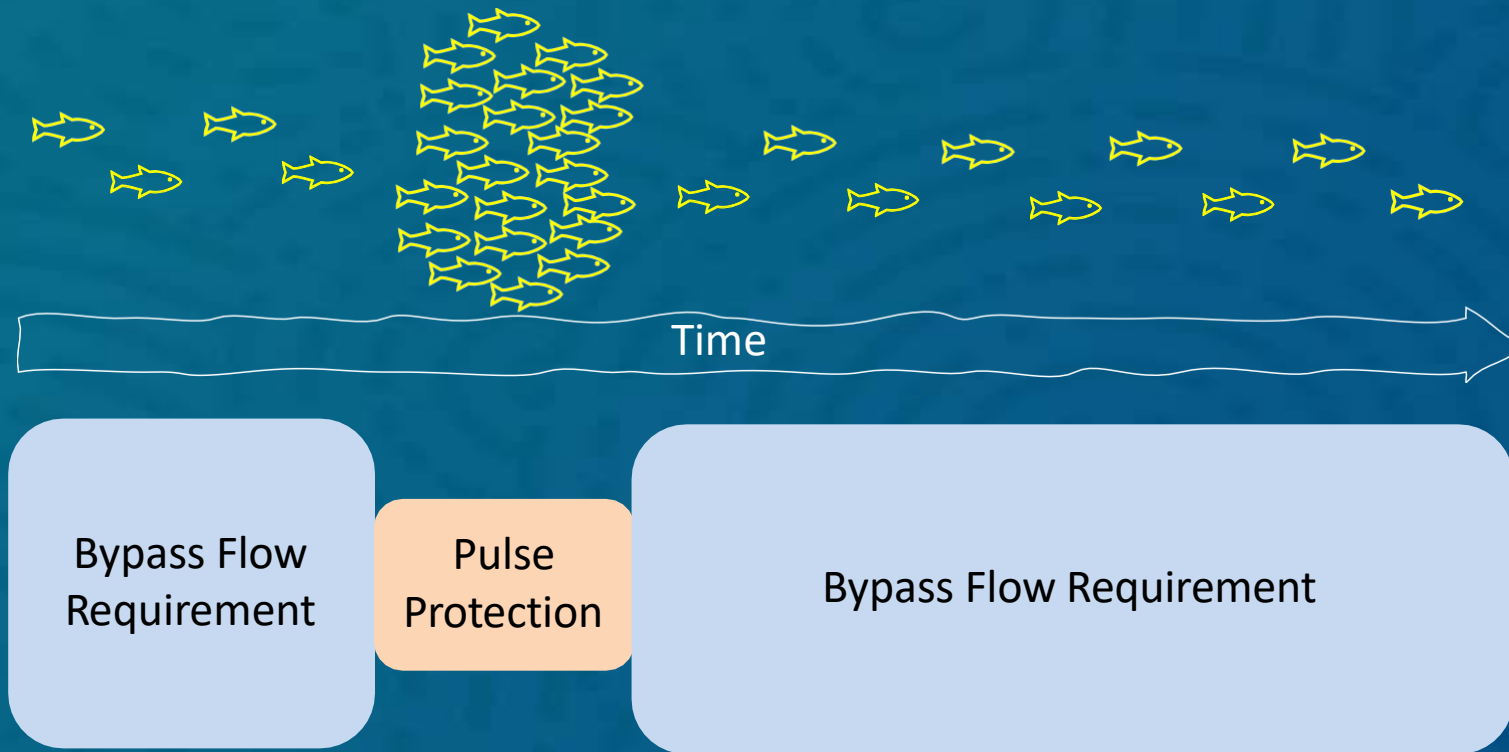 Time
Bypass Flow
Requirement
Pulse
Protection
Bypass Flow Requirement